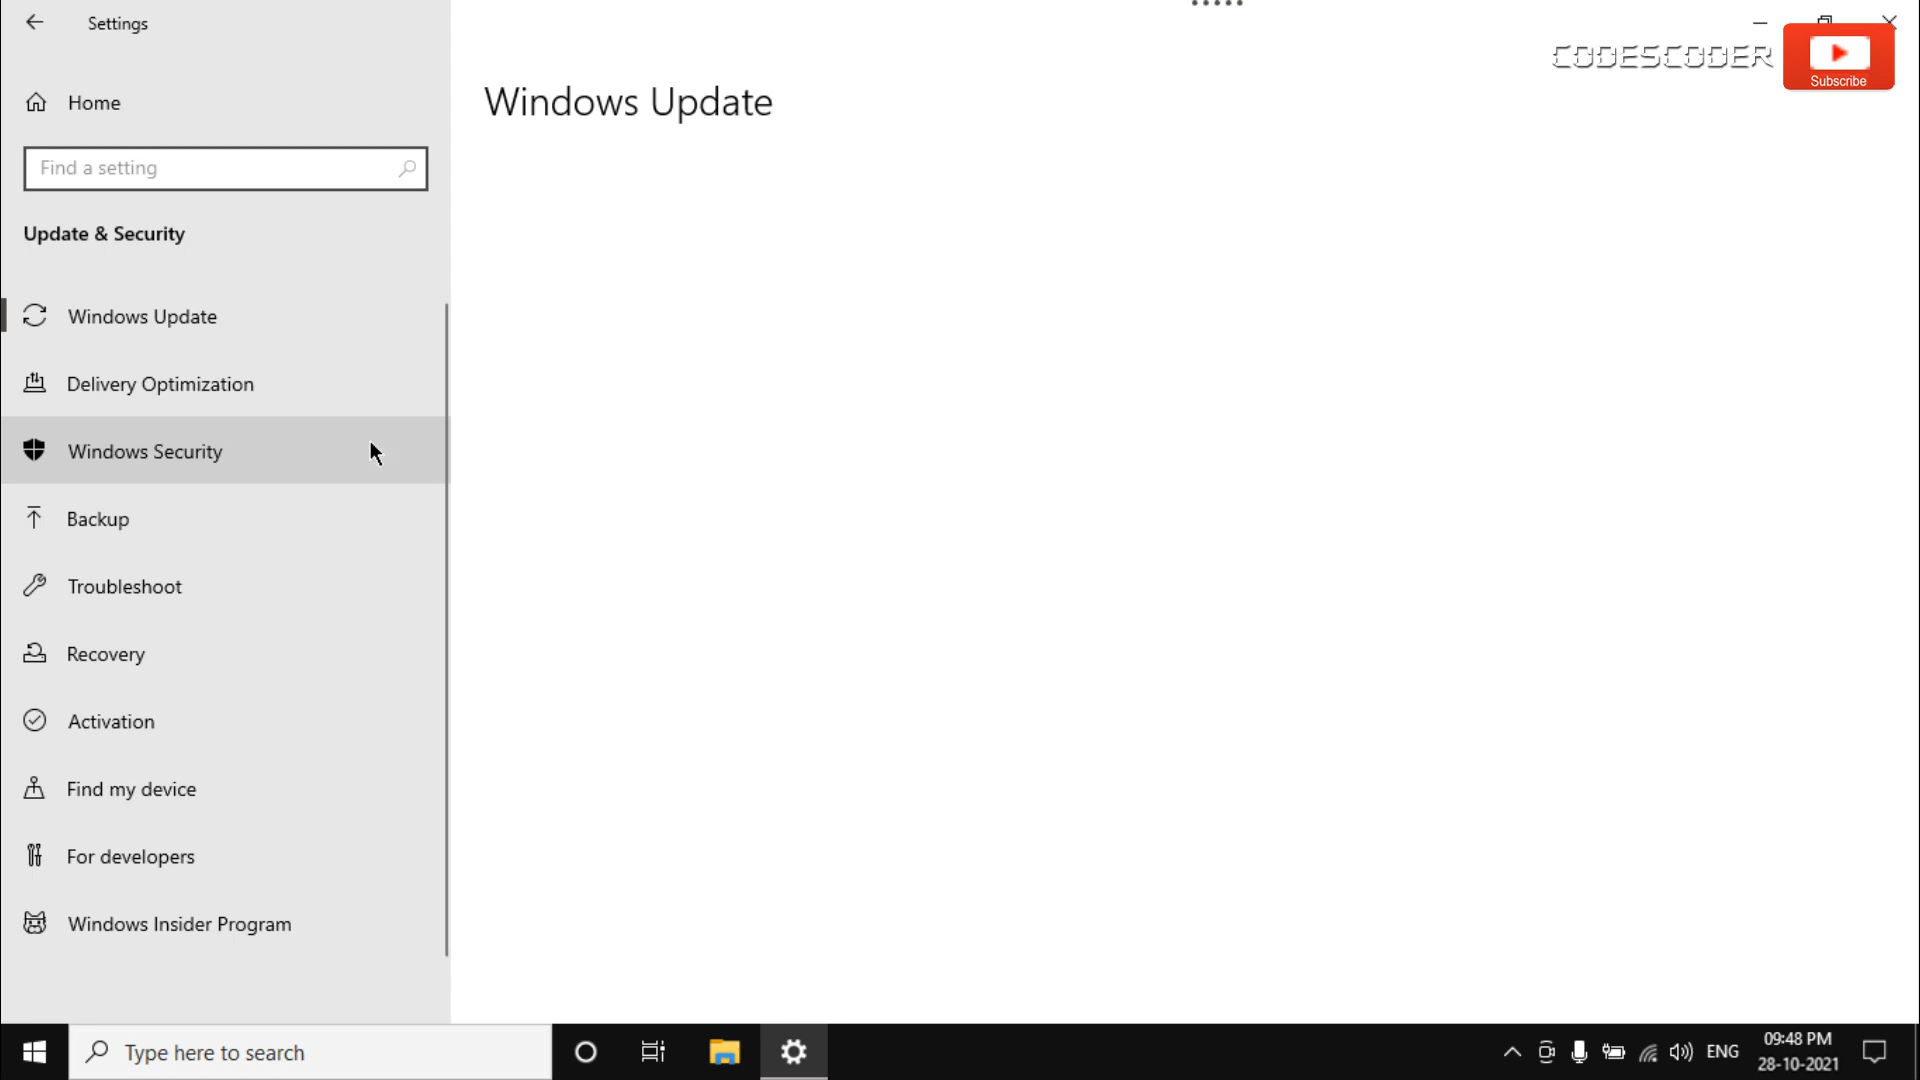 Settings
CODESCODER
Subscribe
Home
Windows Update
Find a setting
Update & Security
Windows Update
Delivery Optimization
Windows Security
Backup
Troubleshoot
Recovery
Activation
Find my device
For developers
Windows Insider Program
Type here to search
ENG
09:48 PM
28-10-2021